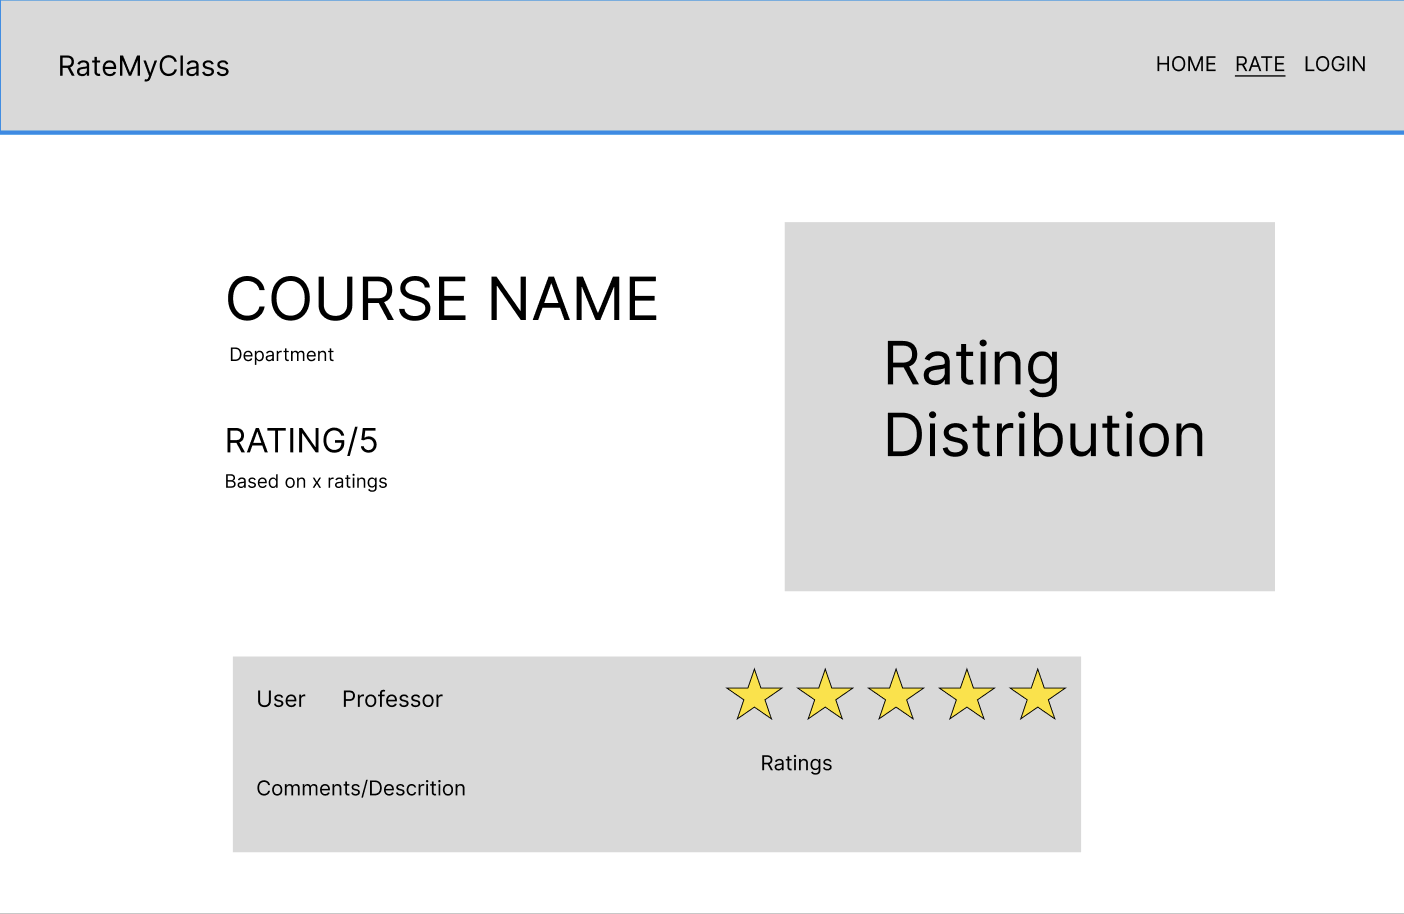 RateMyClass
HOME RATE LOGIN
COURSE NAME
Department
RATING/5
Based on x ratings
Rating
Distribution
User Professor
Ratings
Comments/Descrition